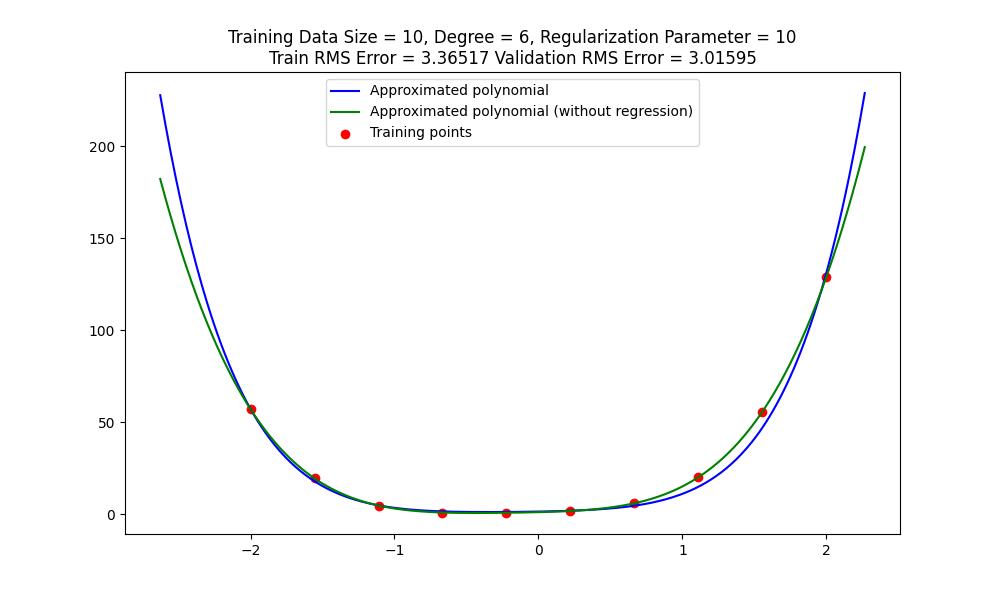 Training Data Size = 10, Degree = 6, Regularization Parameter = 10
Train RMS Error = 3.36517 Validation RMS Error = 3.01595
Approximated polynomial
Approximated polynomial (without regression)
Training points
200
150
100
50
0
−2
−1
0
1
2